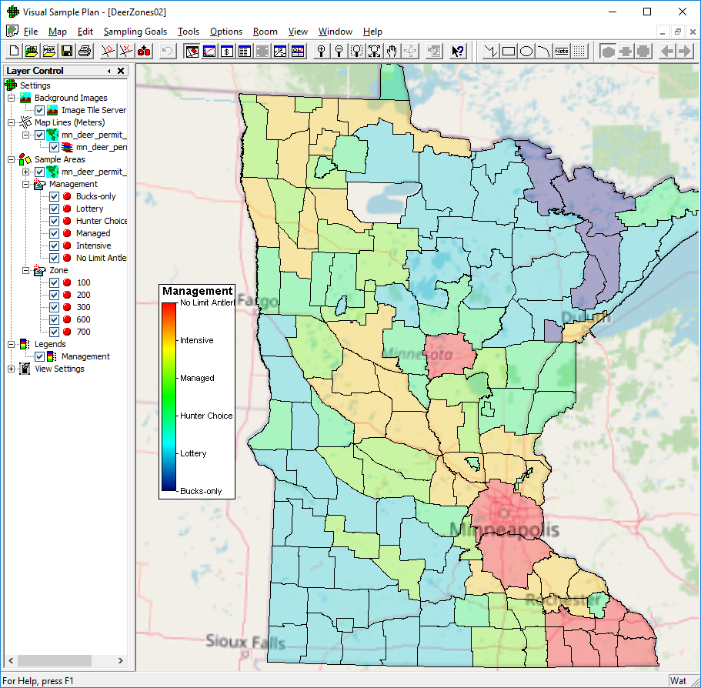 Visual Sample Plan - [DeerZones02]
File Map Edit Sampling Goals Tools Options Room View Window Help
Note
Layer Control
Settings
Background Images
Image Tile Server
Map Lines (Meters)
mn_deer_permit_
mn_deer_perr
Sample Areas
mn_deer_permit_
Management
Bucks-only
Lottery
Hunter Choice
Managed
Intensive
No Limit Antle
Zone
100
200
300
600
700
Legends
Management
View Settings
Management
No Limit Antler
Intensive
Managed
Hunter Choice
Lottery
Bucks-only
Fargo
Duluth
Minnesota
Minneapolis
Rochester
Sioux Falls
For Help, press F1
Wat